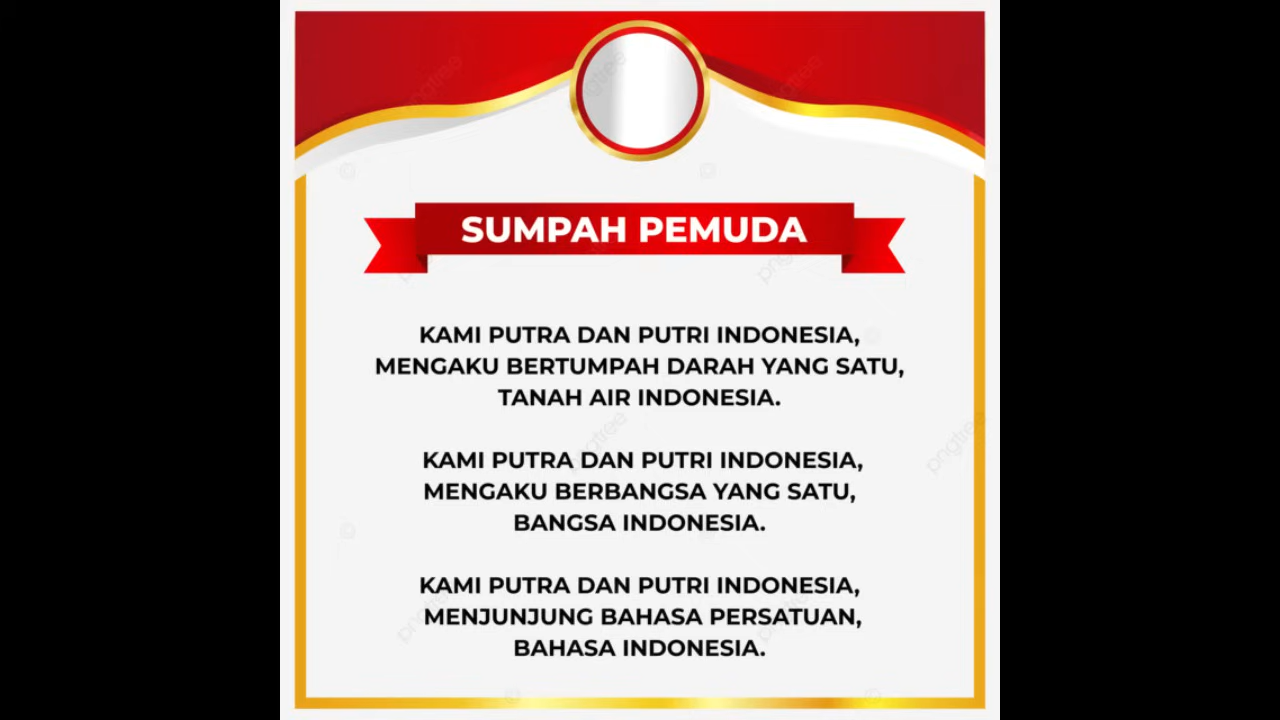 SUMPAH PEMUDA
KAMI PUTRA DAN PUTRI INDONESIA,
MENGAKU BERTUMPAH DARAH YANG SATU,
TANAH AIR INDONESIA.
KAMI PUTRA DAN PUTRI INDONESIA,
MENGAKU BERBANGSA YANG SATU,
BANGSA INDONESIA.
KAMI PUTRA DAN PUTRI INDONESIA,
MENJUNJUNG BAHASA PERSATUAN,
BAHASA INDONESIA.
pngtree